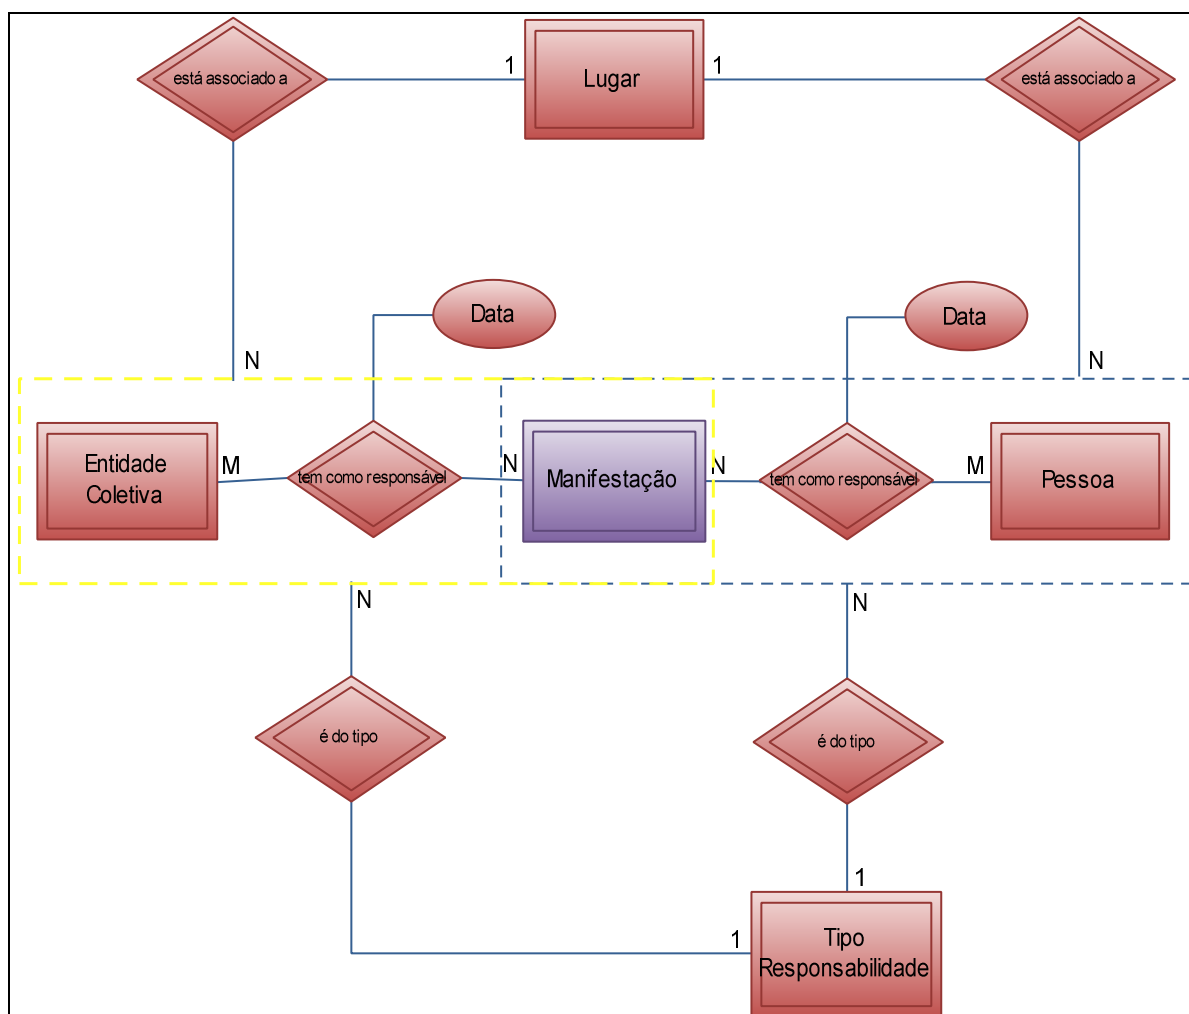 está associado a
1
Lugar
1
está associado a
Data
Data
N
N
Entidade
Coletiva
M
tem como responsável
N
Manifestação
N
tem como responsável
M
Pessoa
N
N
é do tipo
é do tipo
1
1
Tipo
Responsabilidade